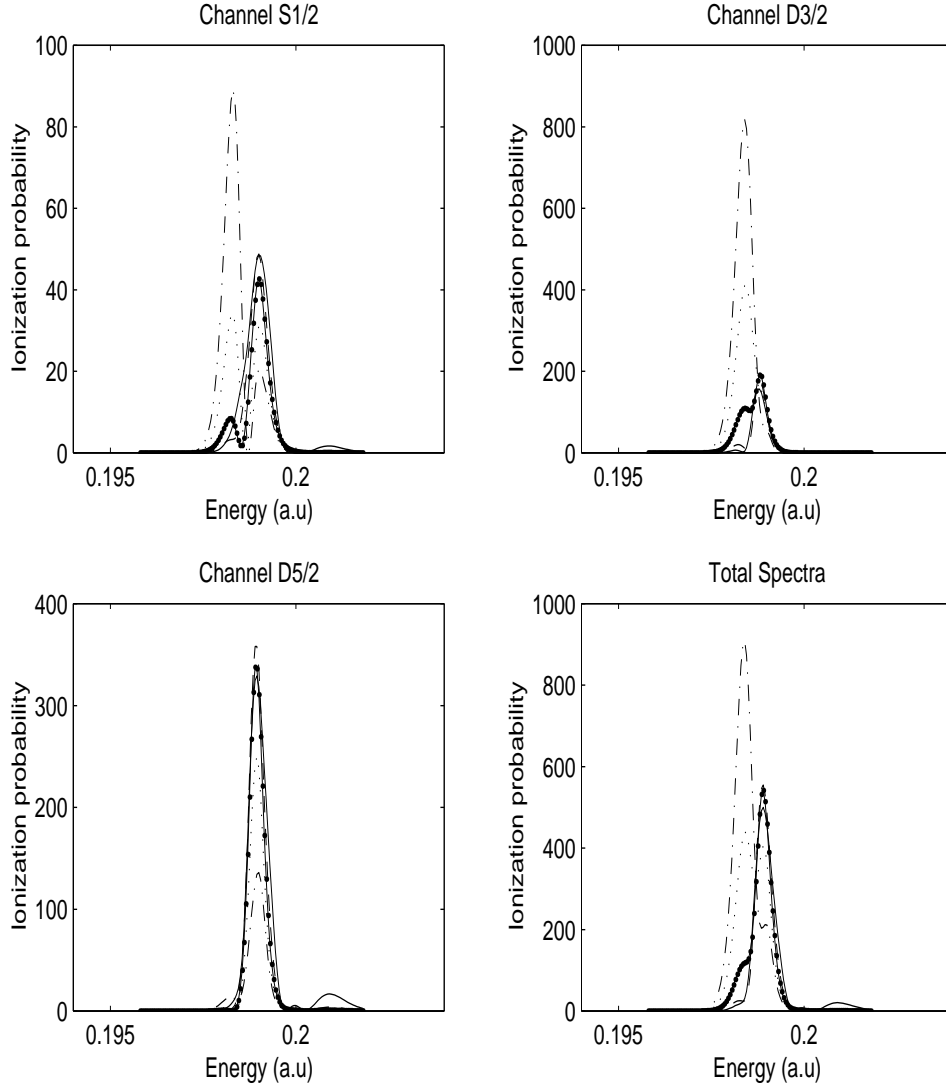 Channel S1/2
100
80
60
40
20
0
Ionization probability
0.195
0.2
Energy (a.u)
Channel D3/2
1000
800
600
400
200
0
Ionization probability
0.195
0.2
Energy (a.u)
Channel D5/2
400
300
200
100
0
Ionization probability
0.195
0.2
Energy (a.u)
Total Spectra
1000
800
600
400
200
0
Ionization probability
0.195
0.2
Energy (a.u)